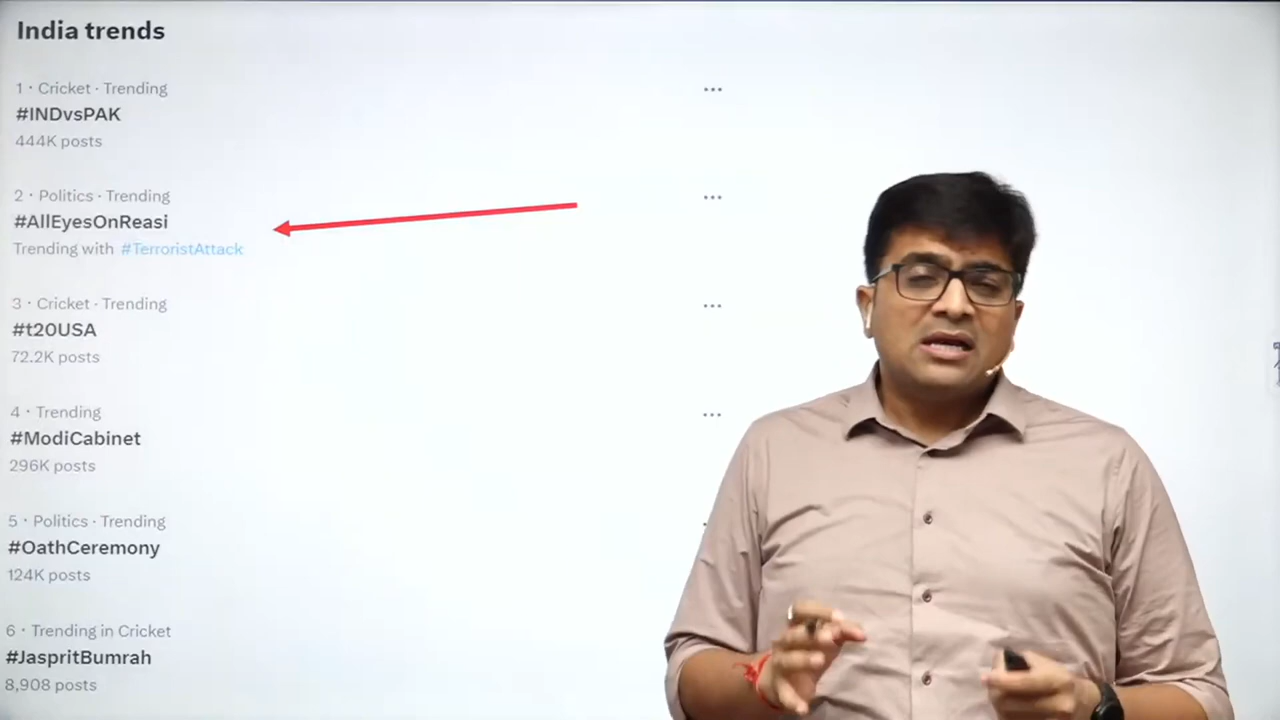 India trends
1 · Cricket · Trending
#INDvsPAK
444K posts
2 · Politics · Trending
#AllEyesOnReasi
Trending with #TerroristAttack
3 · Cricket · Trending
#t20USA
72.2K posts
4 · Trending
#ModiCabinet
296K posts
5 · Politics · Trending
#OathCeremony
124K posts
6 · Trending in Cricket
#JaspritBumrah
8,908 posts